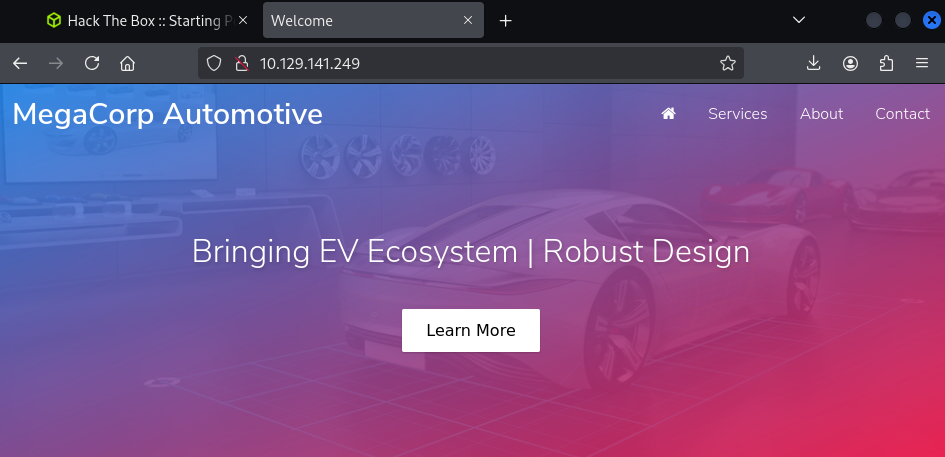 Hack The Box :: Starting P
Welcome
10.129.141.249
MegaCorp Automotive
Services
About
Contact
Bringing EV Ecosystem | Robust Design
Learn More